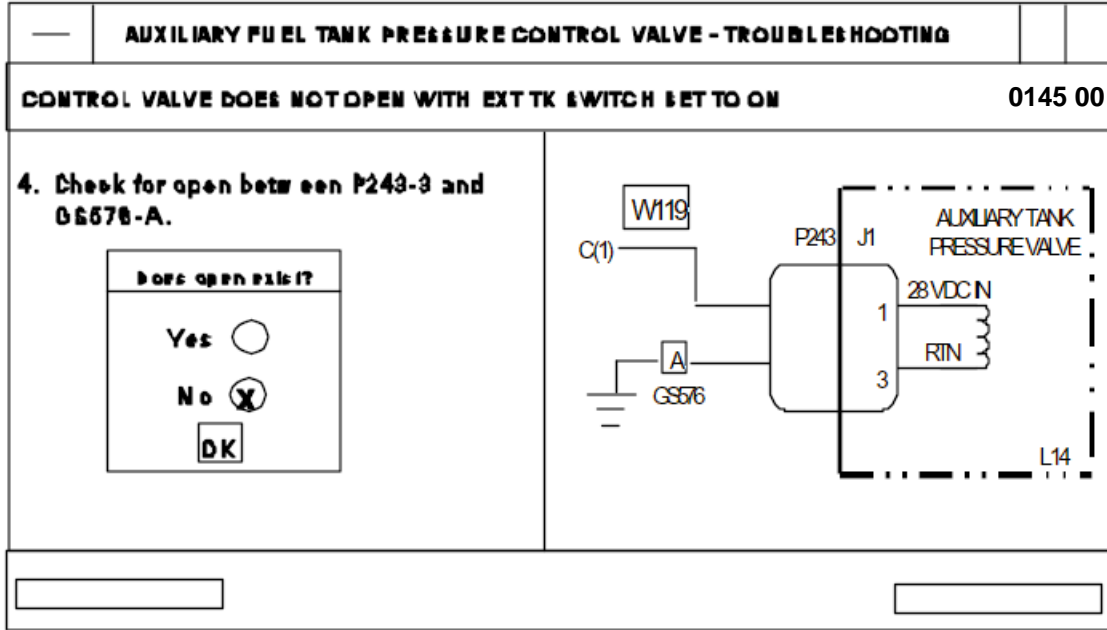 AUXILIARY FUEL TANK PRESSURE CONTROL VALVE - TROUBLESHOOTING
CONTROL VALVE DOES NOT OPEN WITH EXT TK SWITCH SET TO ON
0145 00
4. Check for open between P243-3 and
GS576-A.
Does open exist?
Yes
No X
OK
W119
C(1)
P243
J1
AUXILIARY TANK
PRESSURE VALVE
28 VDC IN
1
RTN
3
A
GS576
L14